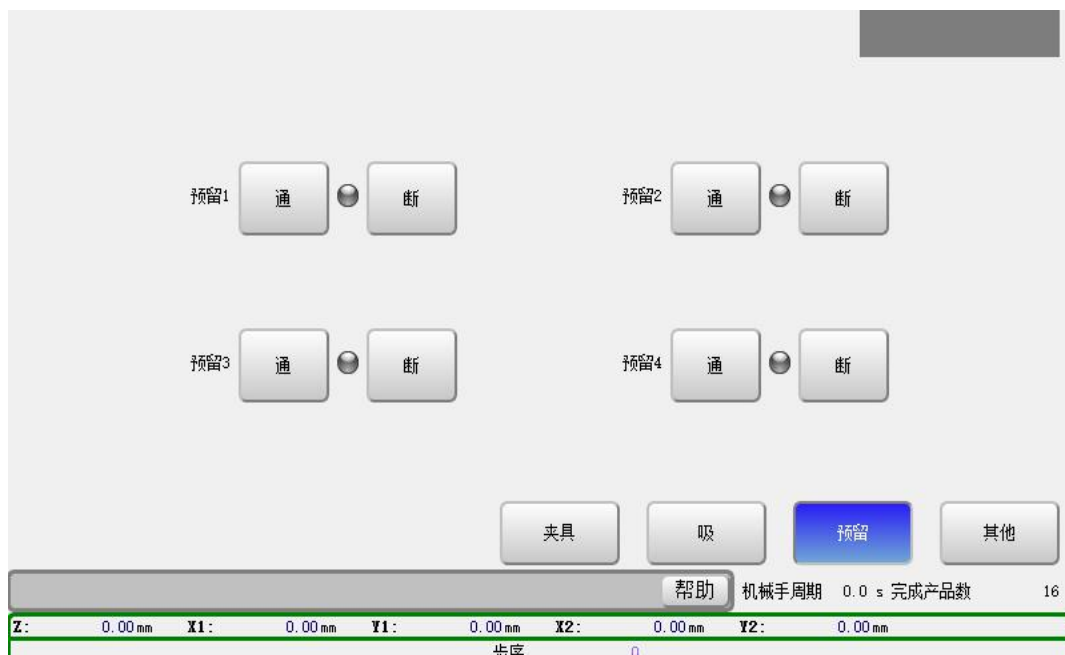 预留1 通 断 预留2 通 断
预留3 通 断 预留4 通 断
夹具 吸 预留 其他
帮助 机械手周期 0.0 s 完成产品数 16
Z: 0.00mm X1: 0.00mm Y1: 0.00mm X2: 0.00mm Y2: 0.00mm
步序 0